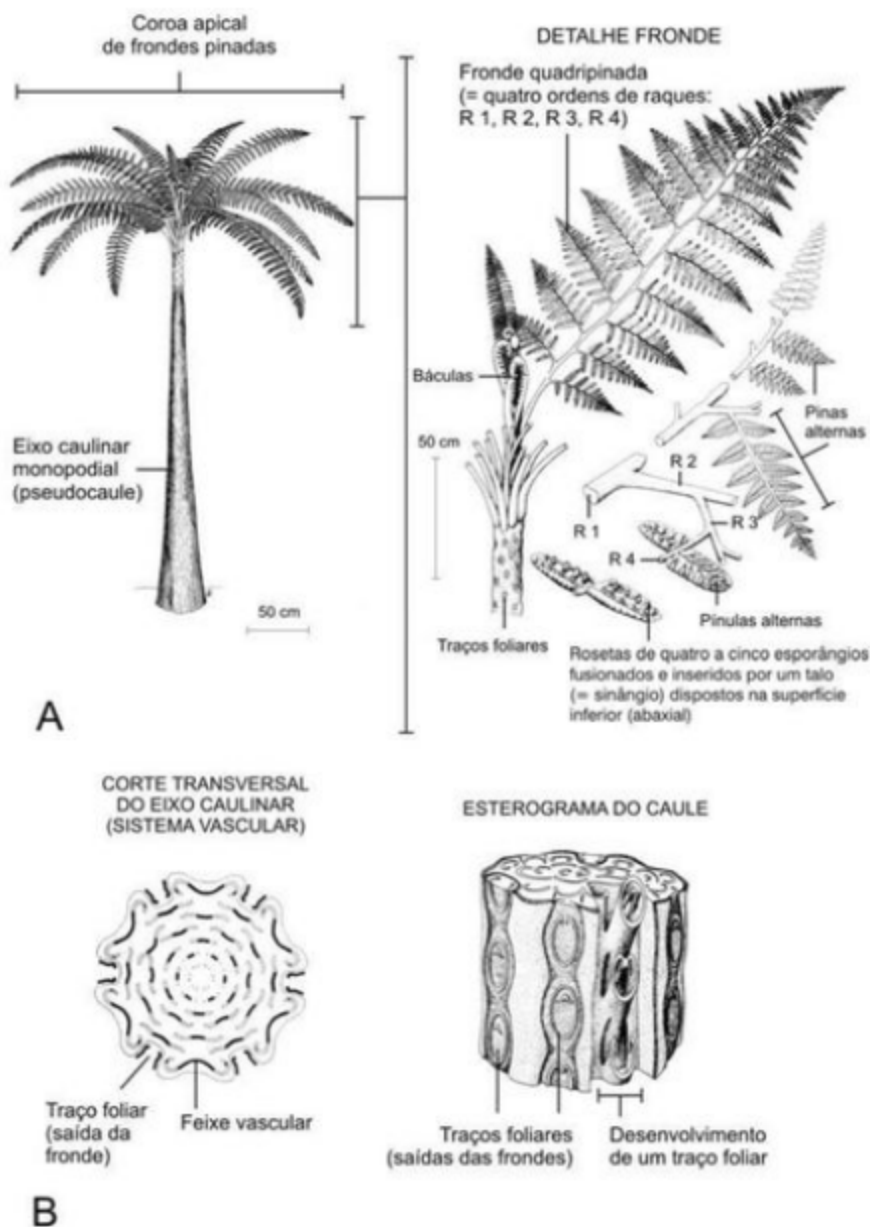 Coroa apical
de frondes pinadas
DETALHE FRONDE
Fronde quadripinada
(= quatro ordens de raques:
R 1, R 2, R 3, R 4)
Báculas
50 cm
Pinas
alternas
Eixo caulinar
monopodial
(pseudocaule)
R 2
R 1
R 3
R 4
50 cm
Traços foliares
Pínulas alternas
Rosetas de quatro a cinco esporângios
fusionados e inseridos por um talo
(= sinângio) dispostos na superfície
inferior (abaxial)
A
CORTE TRANSVERSAL
DO EIXO CAULINAR
(SISTEMA VASCULAR)
ESTEROGRAMA DO CAULE
Traço foliar
(saída da
fronde)
Feixe vascular
Traços foliares
(saídas das frondes)
Desenvolvimento
de um traço foliar
B